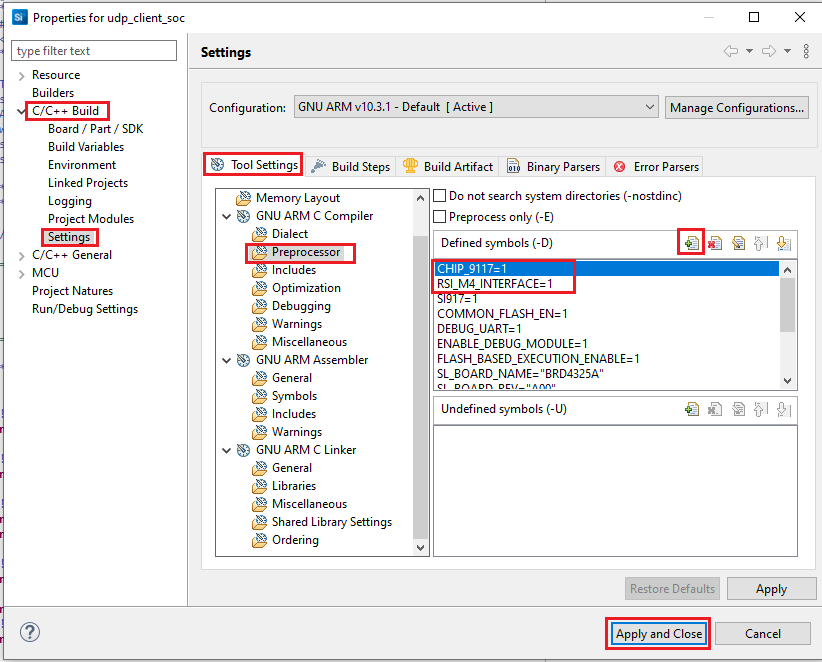 Si Properties for udp_client_soc
type filter text
Resource
Builders
C/C++ Build
Board / Part / SDK
Build Variables
Environment
Linked Projects
Logging
Project Modules
Settings
C/C++ General
MCU
Project Natures
Run/Debug Settings
Settings
Configuration: GNU ARM v10.3.1 - Default [ Active ] Manage Configurations...
Tool Settings Build Steps Build Artifact Binary Parsers Error Parsers
Memory Layout
GNU ARM C Compiler
Dialect
Preprocessor
Includes
Optimization
Debugging
Warnings
Miscellaneous
GNU ARM Assembler
General
Symbols
Includes
Warnings
GNU ARM C Linker
General
Libraries
Miscellaneous
Shared Library Settings
Ordering
Do not search system directories (-nostdinc)
Preprocess only (-E)
Defined symbols (-D)
CHIP_9117=1
RSI_M4_INTERFACE=1
SI917=1
COMMON_FLASH_EN=1
DEBUG_UART=1
ENABLE_DEBUG_MODULE=1
FLASH_BASED_EXECUTION_ENABLE=1
SL_BOARD_NAME="BRD4325A"
SL_BOARD_REV="A00"
Undefined symbols (-U)
Restore Defaults Apply
? Apply and Close Cancel